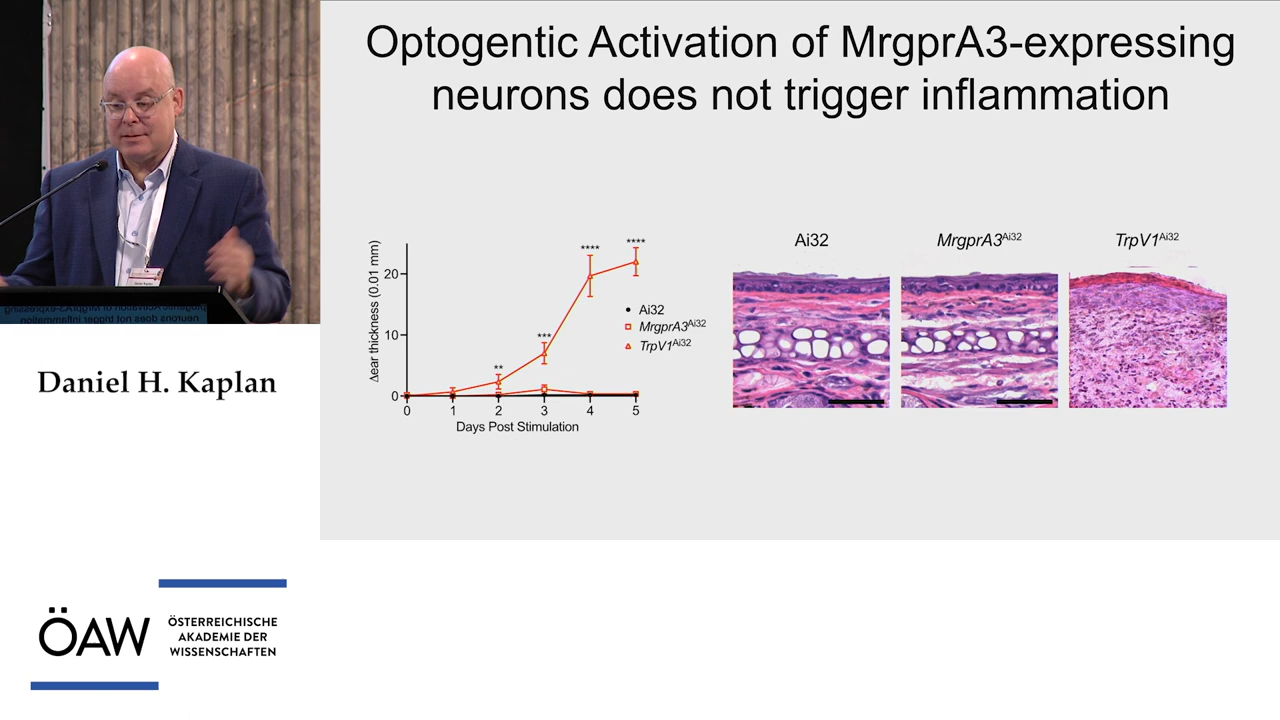 Optogentic Activation of MrgprA3-expressing
neurons does not trigger inflammation
Δear thickness (0.01 mm)
20
10
0
0 1 2 3 4 5
Days Post Stimulation
** *** **** ****
Ai32
MrgprA3Ai32
TrpV1Ai32
Ai32 MrgprA3Ai32 TrpV1Ai32
Daniel H. Kaplan
ÖAW
ÖSTERREICHISCHE
AKADEMIE DER
WISSENSCHAFTEN